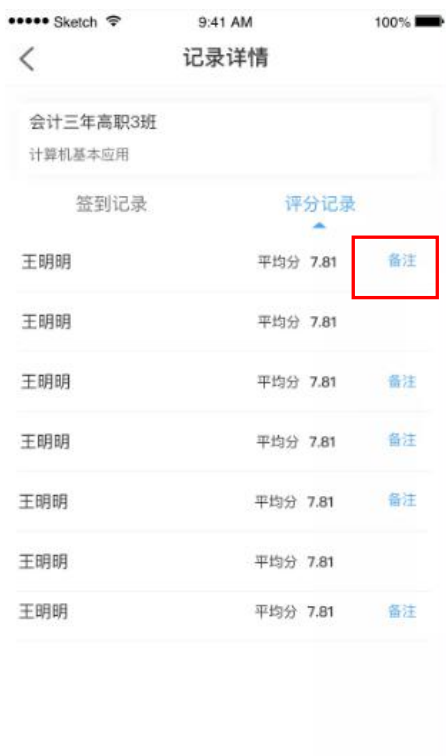 Sketch 9:41 AM 100%
记录详情
会计三年高职3班
计算机基本应用
签到记录 评分记录
王明明 平均分 7.81 备注
王明明 平均分 7.81
王明明 平均分 7.81 备注
王明明 平均分 7.81 备注
王明明 平均分 7.81 备注
王明明 平均分 7.81
王明明 平均分 7.81 备注